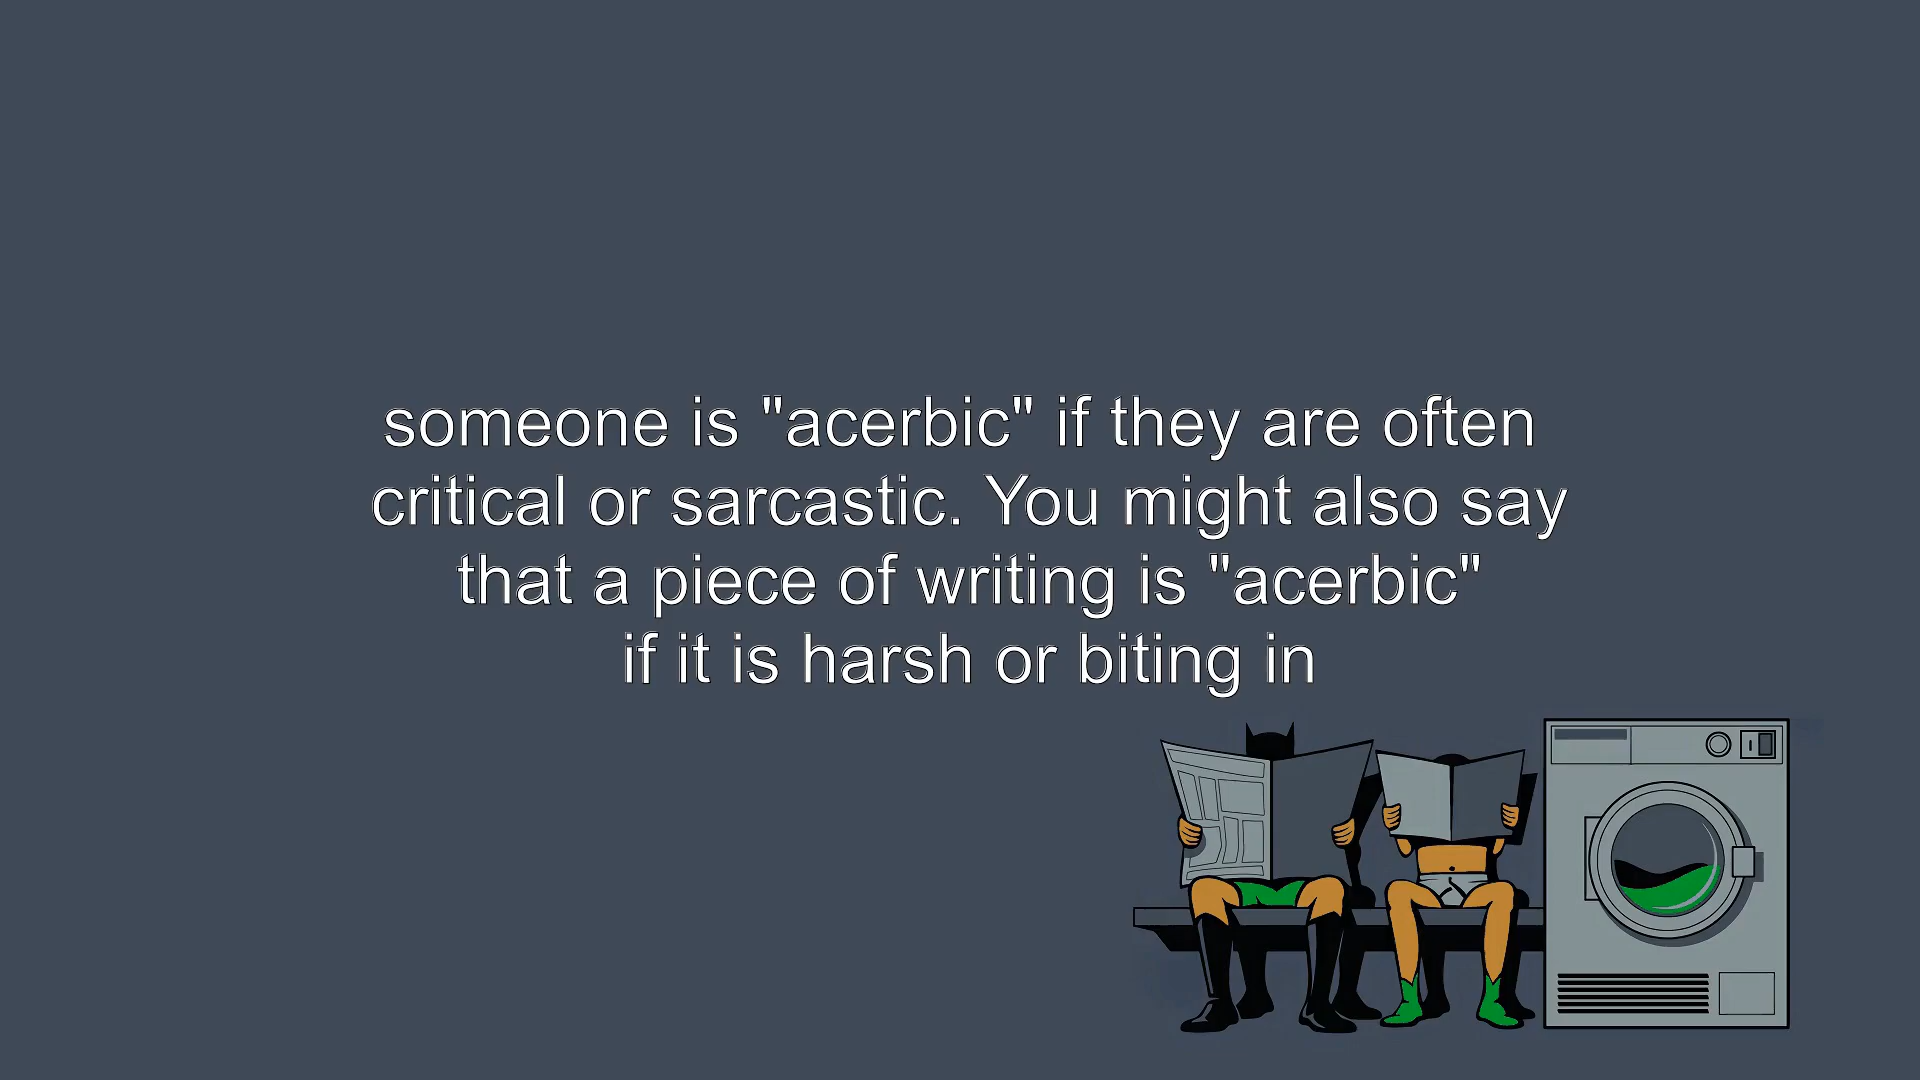 someone is "acerbic" if they are often
critical or sarcastic. You might also say
that a piece of writing is "acerbic"
if it is harsh or biting in